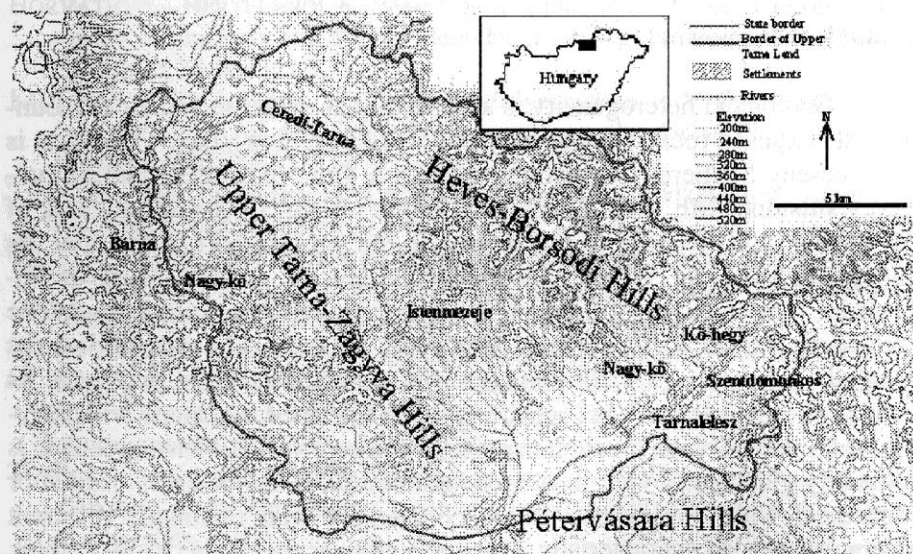 State border
Border of Upper
Tarna Land
Settlements
Rivers
Elevation
200m
240m
280m
320m
360m
400m
440m
480m
520m
N
5 km
Hungary
Ceredi-Tarna
Heves-Borsodi Hills
Upper Tarna-Zagyva Hills
Bárna
Nagy-kő
Istenmezeje
Kő-hegy
Nagy-kő
Szentdomonkos
Tarnalelesz
Pétervására Hills